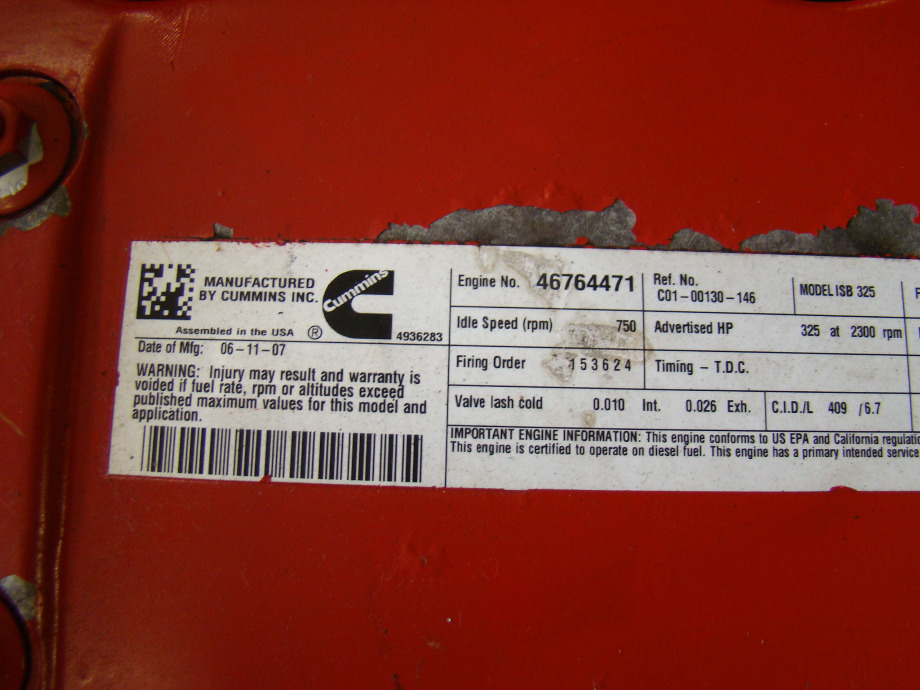 MANUFACTURED
BY CUMMINS INC.
Cummins
Assembled in the USA ® 4936283
Date of Mfg: 06-11-07
WARNING: Injury may result and warranty is
voided if fuel rate, rpm or altitudes exceed
published maximum values for this model and
application.
Engine No. 46764471
Ref. No.
C01-00130-146
MODEL ISB 325
Idle Speed (rpm) 750
Advertised HP 325 at 2300 rpm
Firing Order 153624
Timing - T.D.C.
Valve lash cold 0.010 Int. 0.026 Exh.
C.I.D./L 409 /6.7
IMPORTANT ENGINE INFORMATION: This engine conforms to US EPA and California
This engine is certified to operate on diesel fuel. This engine has a primary intended service